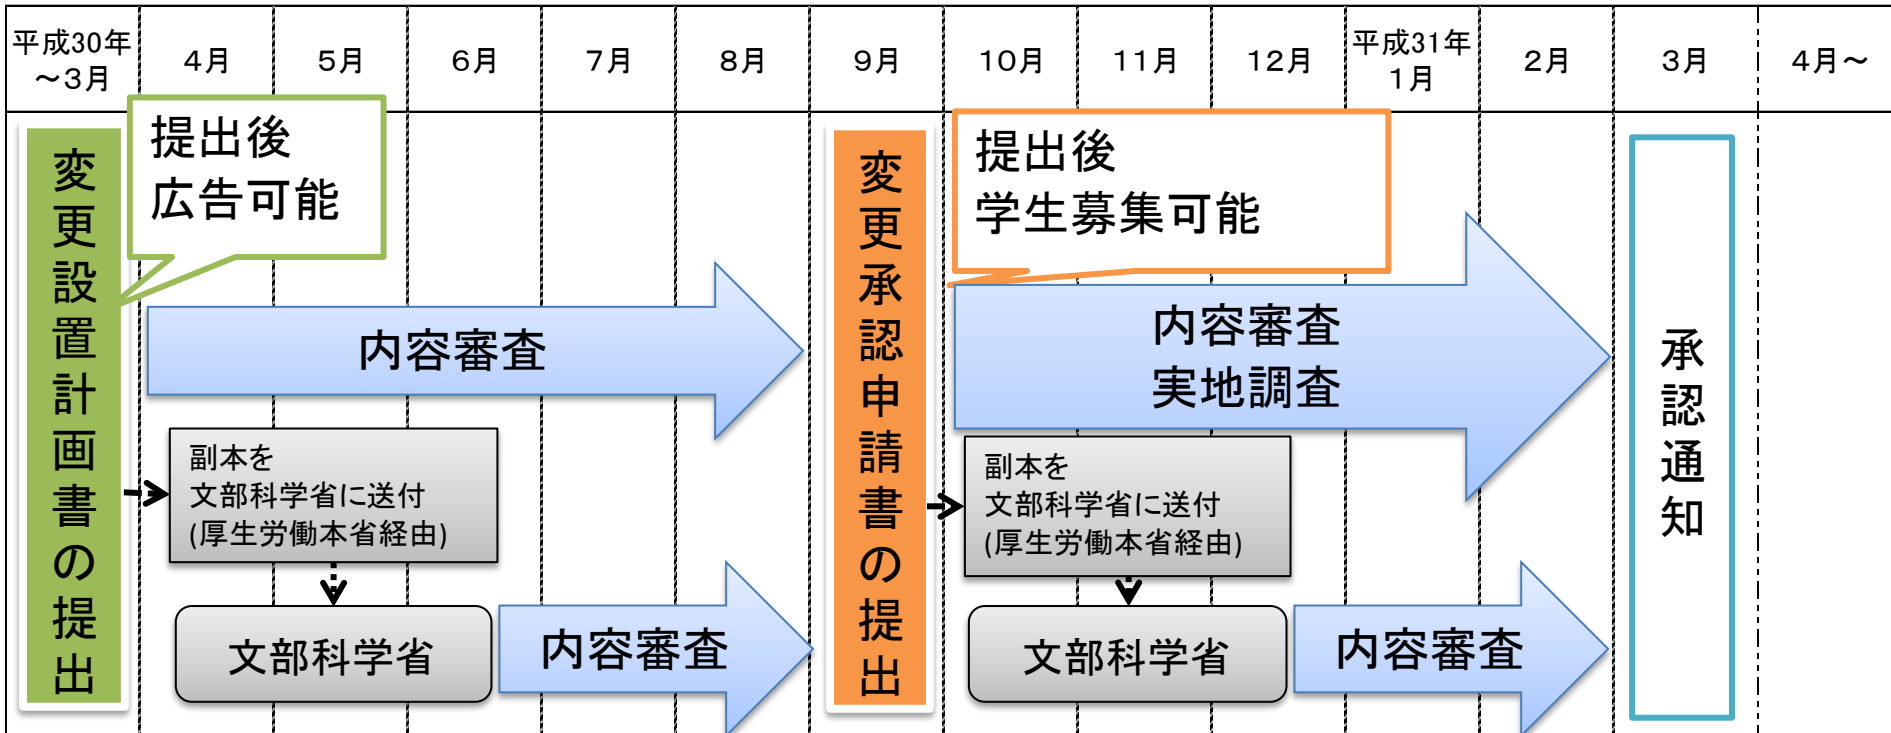 平成30年
～３月
４月
５月
６月
７月
８月
９月
１０月
１１月
１２月
平成31年
１月
２月
３月
４月～
変更設置計画書の提出
提出後
広告可能
内容審査
副本を
文部科学省に送付
(厚生労働本省経由)
文部科学省
内容審査
変更承認申請書の提出
提出後
学生募集可能
内容審査
実地調査
副本を
文部科学省に送付
(厚生労働本省経由)
文部科学省
内容審査
承認通知